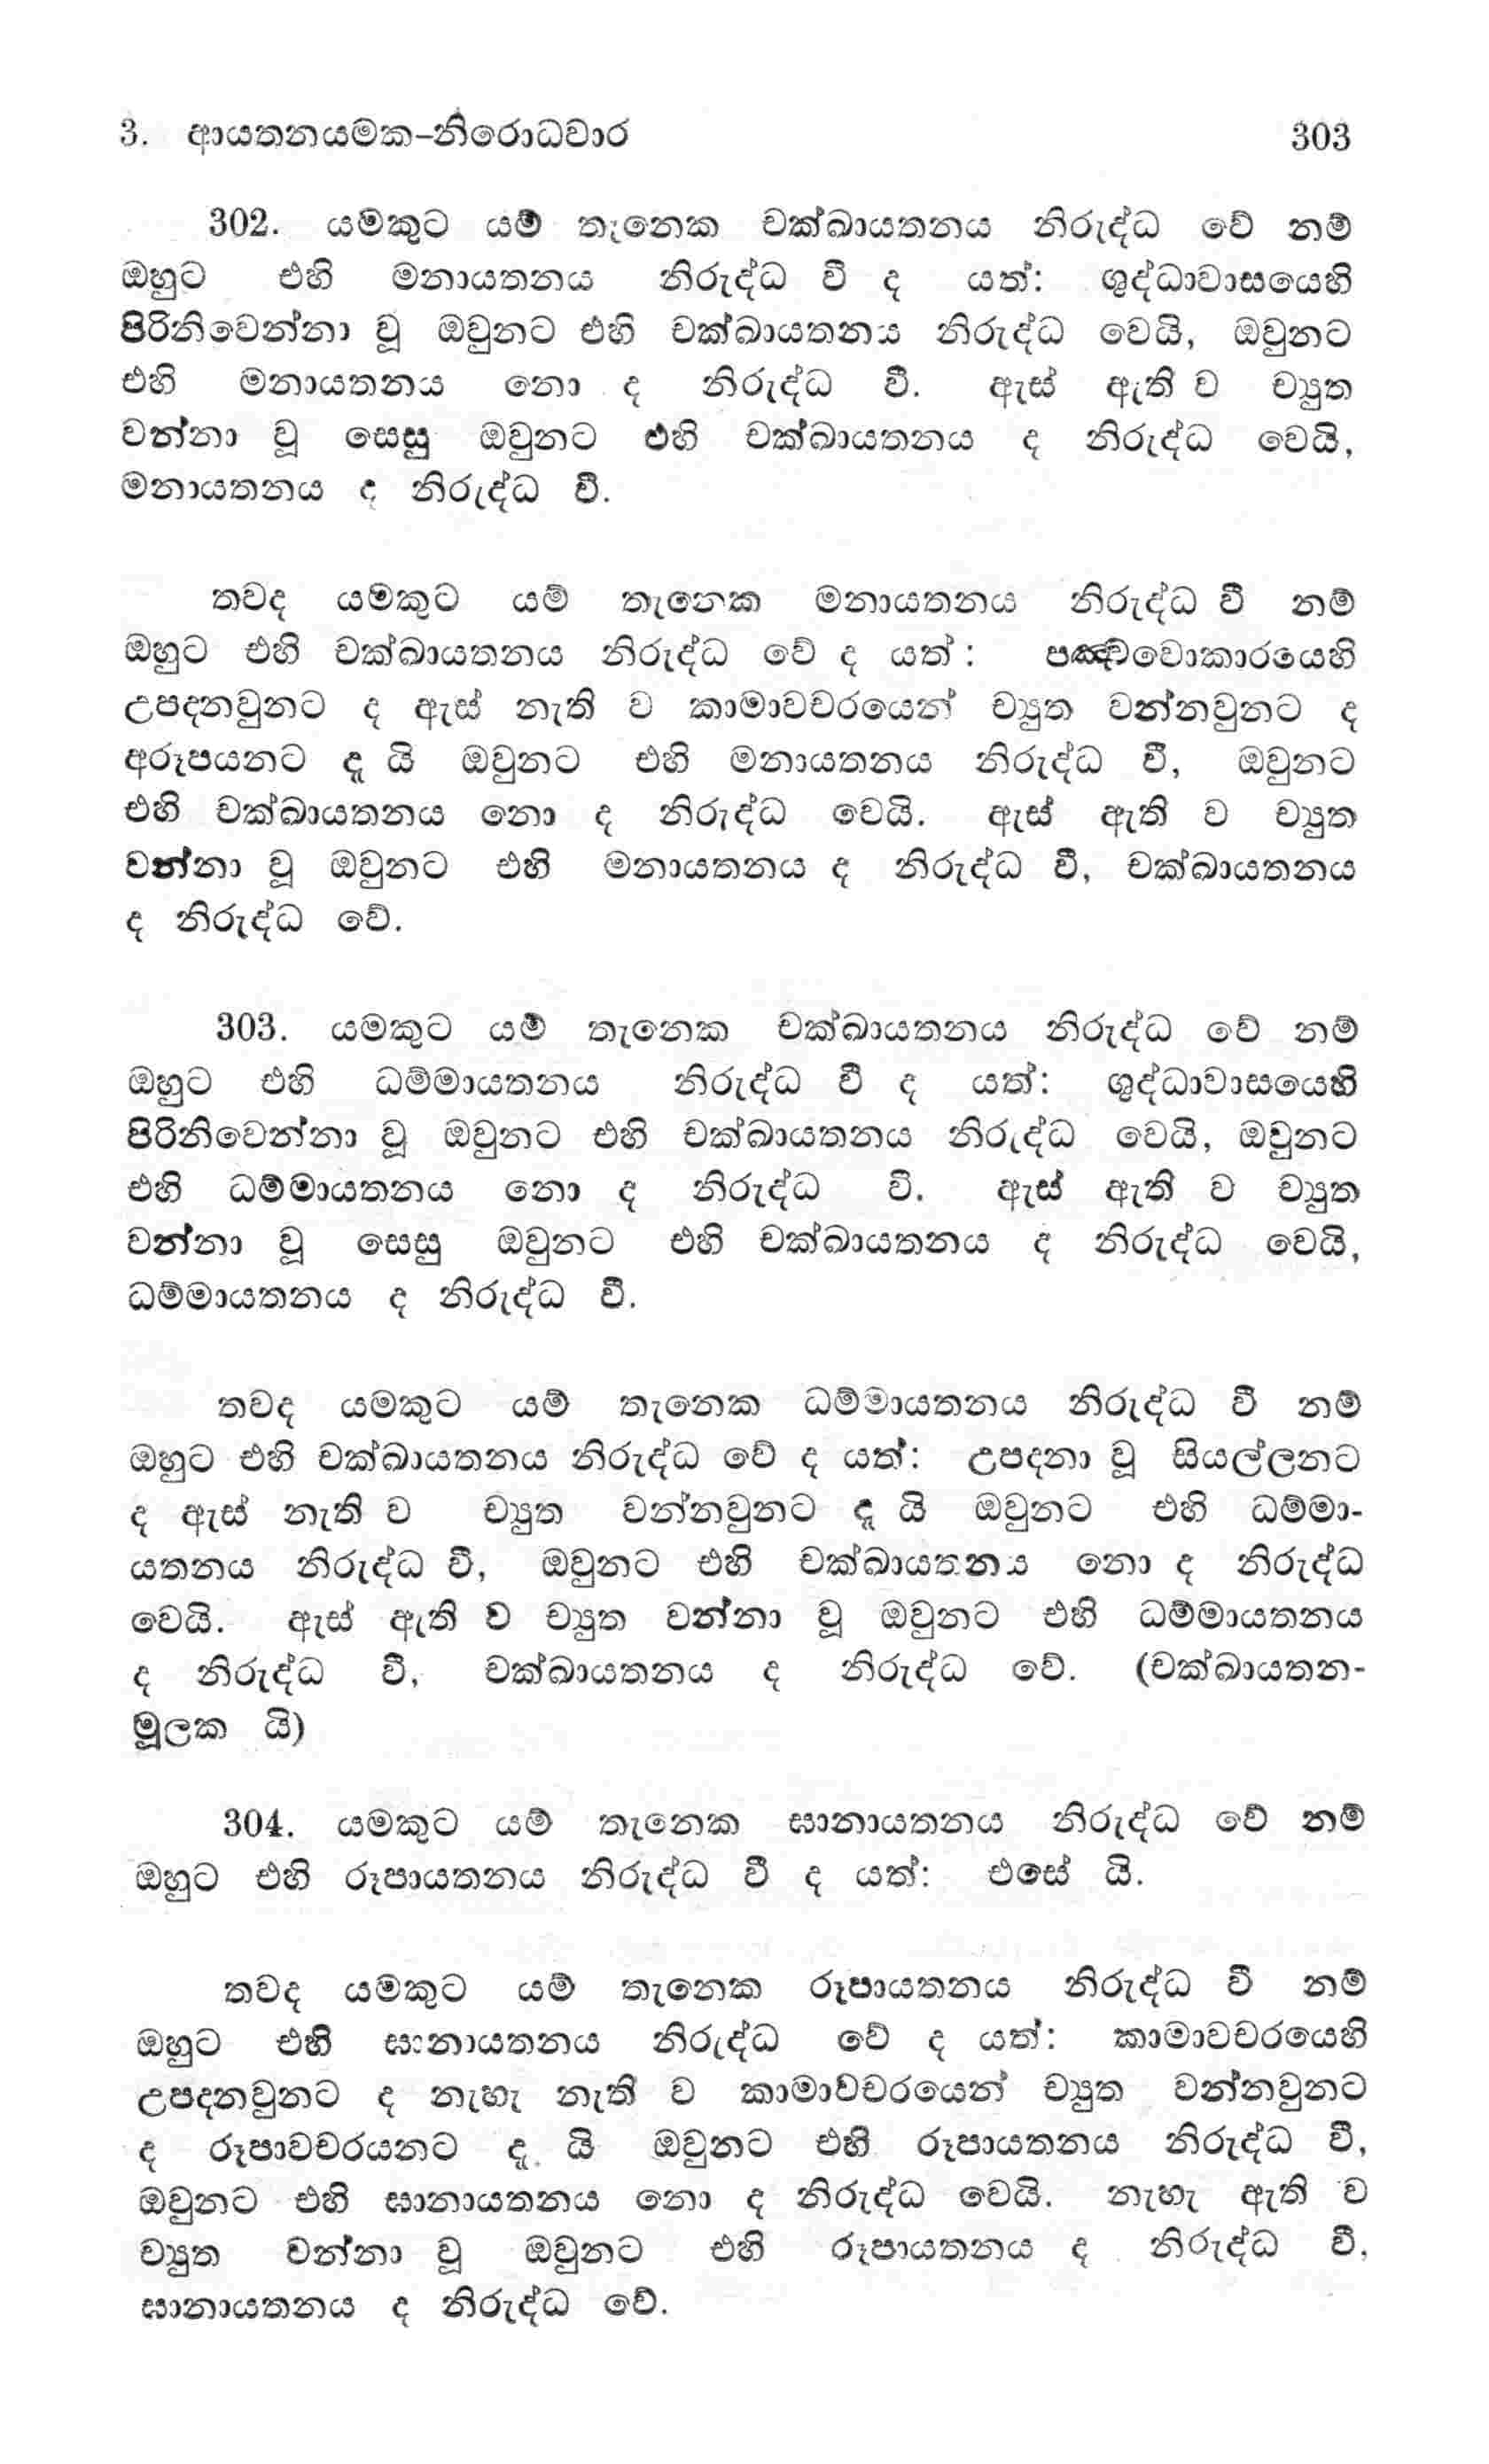 3. ආයතනයමක–නිරොධවාර 303
302. යමකුට යම් තැනෙක චක්ඛායතනය නිරුද්ධ වේ නම්
ඔහුට එහි මනායතනය නිරුද්ධ වී ද යත්: ශුද්ධාවාසයෙහි
පිරිනිවෙන්නා වූ ඔවුනට එහි චක්ඛායතනය නිරුද්ධ වෙයි, ඔවුනට
එහි මනායතනය නො ද නිරුද්ධ වී. ඇස් ඇති ව ච්‍යුත
වන්නා වූ සෙසු ඔවුනට එහි චක්ඛායතනය ද නිරුද්ධ වෙයි,
මනායතනය ද නිරුද්ධ වී.
තවද යමකුට යම් තැනෙක මනායතනය නිරුද්ධ වී නම්
ඔහුට එහි චක්ඛායතනය නිරුද්ධ වේ ද යත් : පඤ්චවොකාරයෙහි
උපදනවුනට ද ඇස් නැති ව කාමාවචරයෙන් ච්‍යුත වන්නවුනට ද
අරූපයනට දු යි ඔවුනට එහි මනායතනය නිරුද්ධ වී, ඔවුනට
එහි චක්ඛායතනය නො ද නිරුද්ධ වෙයි. ඇස් ඇති ව ච්‍යුත
වන්නා වූ ඔවුනට එහි මනායතනය ද නිරුද්ධ වී, චක්ඛායතනය
ද නිරුද්ධ වේ.
303. යමකුට යම් තැනෙක චක්ඛායතනය නිරුද්ධ වේ නම්
ඔහුට එහි ධම්මායතනය නිරුද්ධ වී ද යත්: ශුද්ධාවාසයෙහි
පිරිනිවෙන්නා වූ ඔවුනට එහි චක්ඛායතනය නිරුද්ධ වෙයි, ඔවුනට
එහි ධම්මායතනය නො ද නිරුද්ධ වි. ඇස් ඇති ව ච්‍යුත
වන්නා වූ සෙසු ඔවුනට එහි චක්ඛායතනය ද නිරුද්ධ වෙයි,
ධම්මායතනය ද නිරුද්ධ වී.
තවද යමකුට යම් තැනෙක ධම්මායතනය නිරුද්ධ වී නම්
ඔහුට එහි චක්ඛායතනය නිරුද්ධ වේ ද යත්: උපදනා වූ සියල්ලනට
ද ඇස් නැති ව ච්‍යුත වන්නවුනට දු යි ඔවුනට එහි ධම්මා-
යතනය නිරුද්ධ වී, ඔවුනට එහි චක්ඛායතනය නො ද නිරුද්ධ
වෙයි. ඇස් ඇති ව ච්‍යුත වන්නා වූ ඔවුනට එහි ධම්මායතනය
ද නිරුද්ධ වී, චක්ඛායතනය ද නිරුද්ධ වේ. (චක්ඛායතන-
මූලක යි)
304. යමකුට යම් තැනෙක ඝානායතනය නිරුද්ධ වේ නම්
ඔහුට එහි රූපායතනය නිරුද්ධ වී ද යත්: එසේ යි.
තවද යමකුට යම් තැනෙක රූපායතනය නිරුද්ධ වී නම්
ඔහුට එහි ඝානායතනය නිරුද්ධ වේ ද යත්: කාමාවචරයෙහි
උපදනවුනට ද නැහැ නැති ව කාමාවචරයෙන් ච්‍යුත වන්නවුනට
ද රූපාවචරයනට දු යි ඔවුනට එහි රූපායතනය නිරුද්ධ වී,
ඔවුනට එහි ඝානායතනය නො ද නිරුද්ධ වෙයි. නැහැ ඇති ව
ච්‍යුත වන්නා වූ ඔවුනට එහි රූපායතනය ද නිරුද්ධ වී,
ඝානායතනය ද නිරුද්ධ වේ.